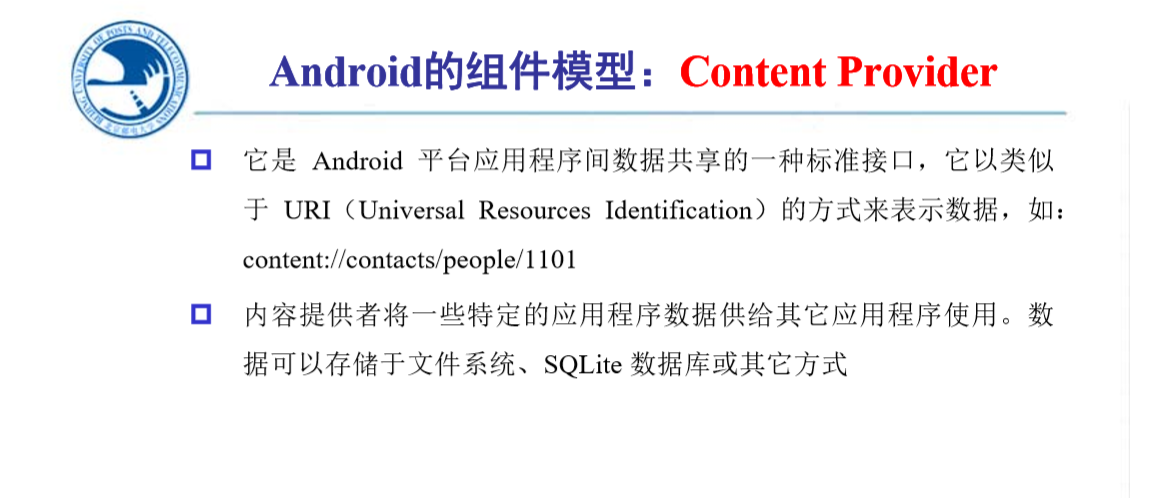 Android的组件模型：Content Provider
BEIJING UNIVERSITY OF POSTS AND TELECOMMUNICATIONS
北京邮电大学
它是 Android 平台应用程序间数据共享的一种标准接口，它以类似
于 URI（Universal Resources Identification）的方式来表示数据，如：
content://contacts/people/1101
内容提供者将一些特定的应用程序数据供给其它应用程序使用。数
据可以存储于文件系统、SQLite 数据库或其它方式